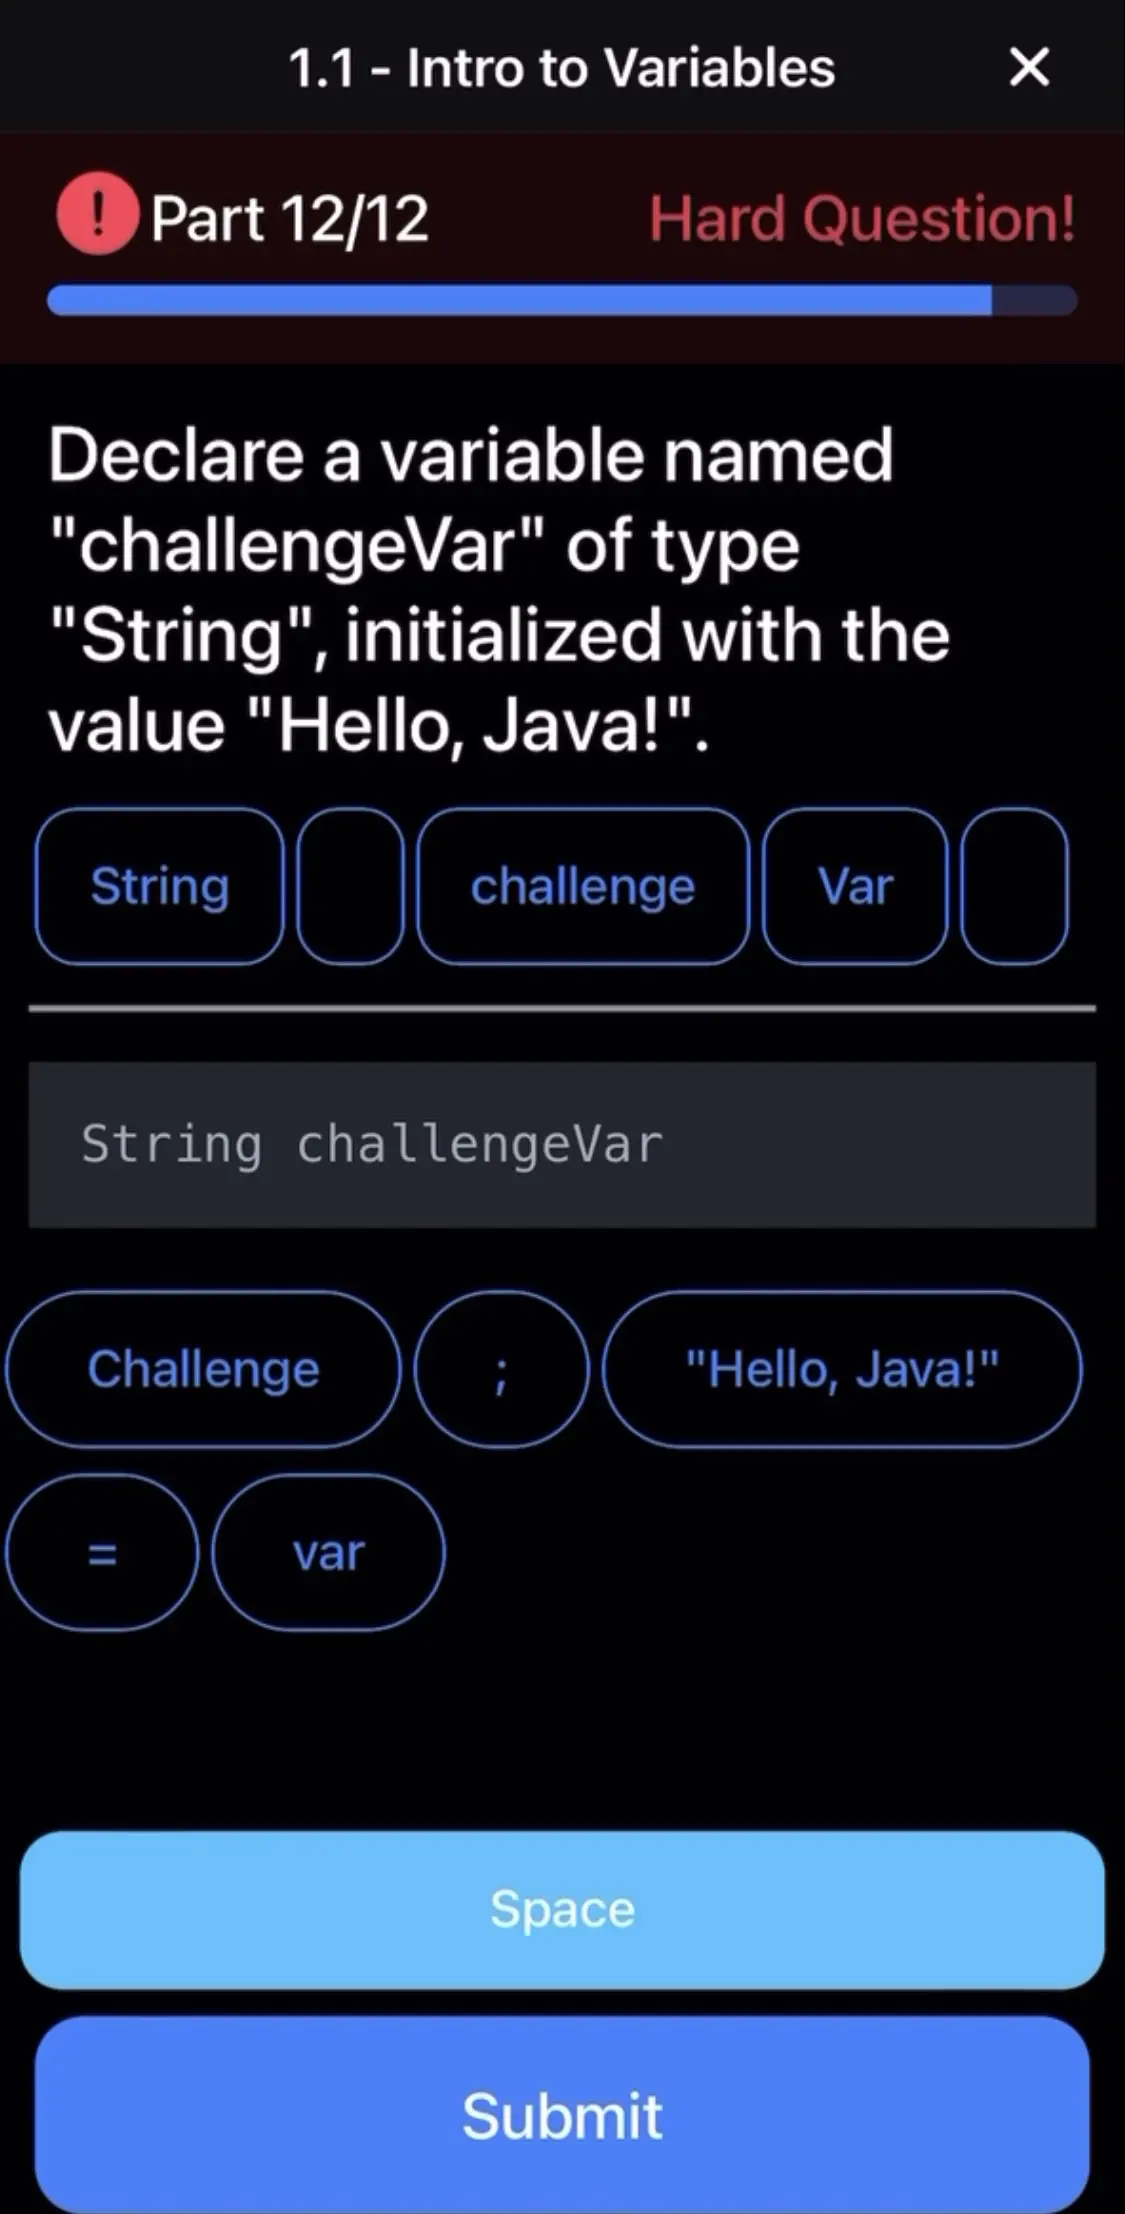 1.1 - Intro to Variables ×
! Part 12/12 Hard Question!
Declare a variable named
"challengeVar" of type
"String", initialized with the
value "Hello, Java!".
String challenge Var
String challengeVar
Challenge ; "Hello, Java!"
= var
Space
Submit